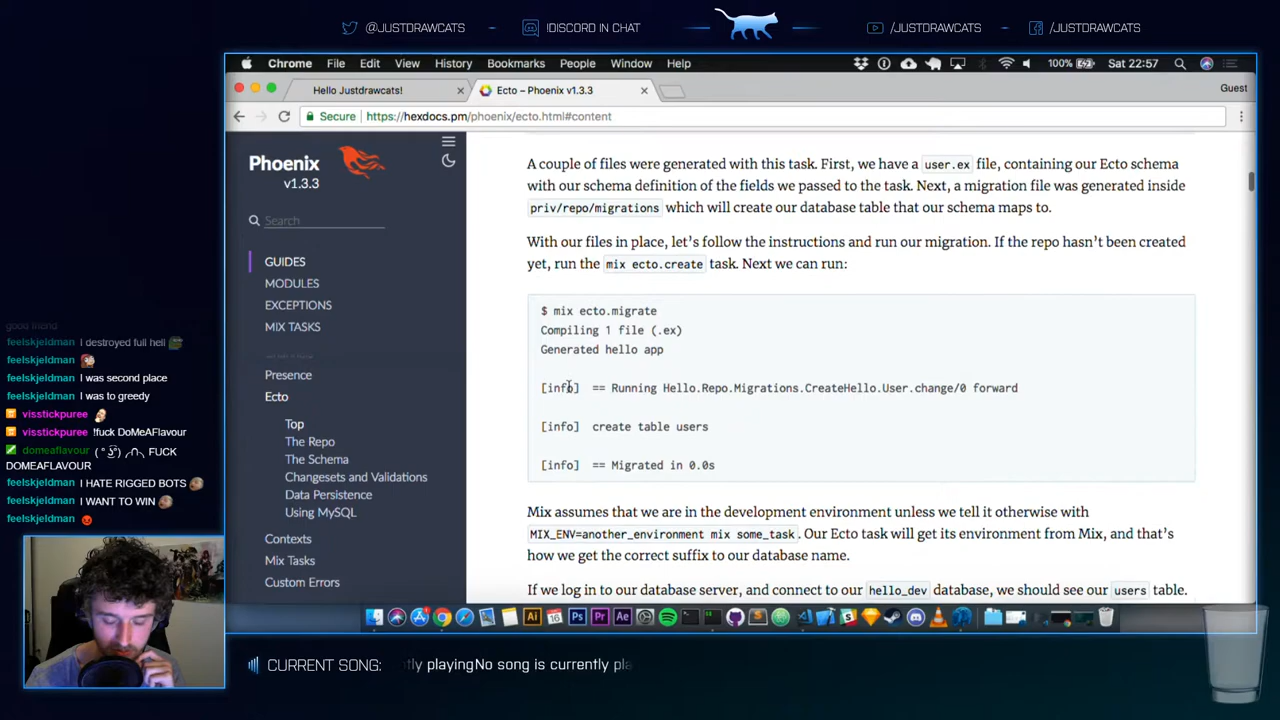 @JUSTDRAWCATS
!DISCORD IN CHAT
/JUSTDRAWCATS
/JUSTDRAWCATS
Chrome File Edit View History Bookmarks People Window Help
100% Sat 22:57
Hello Justdrawcats!
Ecto – Phoenix v1.3.3
Guest
Secure https://hexdocs.pm/phoenix/ecto.html#content
Phoenix
v1.3.3
Search
GUIDES
MODULES
EXCEPTIONS
MIX TASKS
Presence
Ecto
Top
The Repo
The Schema
Changesets and Validations
Data Persistence
Using MySQL
Contexts
Mix Tasks
Custom Errors
A couple of files were generated with this task. First, we have a user.ex file, containing our Ecto schema
with our schema definition of the fields we passed to the task. Next, a migration file was generated inside
priv/repo/migrations which will create our database table that our schema maps to.
With our files in place, let’s follow the instructions and run our migration. If the repo hasn’t been created
yet, run the mix ecto.create task. Next we can run:
$ mix ecto.migrate
Compiling 1 file (.ex)
Generated hello app
[info] == Running Hello.Repo.Migrations.CreateHello.User.change/0 forward
[info] create table users
[info] == Migrated in 0.0s
Mix assumes that we are in the development environment unless we tell it otherwise with
MIX_ENV=another_environment mix some_task. Our Ecto task will get its environment from Mix, and that’s
how we get the correct suffix to our database name.
If we log in to our database server, and connect to our hello_dev database, we should see our users table.
good friend
feelskjeldman I destroyed full hell
feelskjeldman
feelskjeldman I was second place
feelskjeldman I was to greedy
visstickpuree
visstickpuree !fuck DoMeAFlavour
domeaflavour ( ° ͜ʖ͡°) ╭∩╮ FUCK
DOMEAFLAVOUR
feelskjeldman I HATE RIGGED BOTS
feelskjeldman I WANT TO WIN
feelskjeldman
Ai 16 Ps Pr Ae
CURRENT SONG: tly playingNo song is currently pla